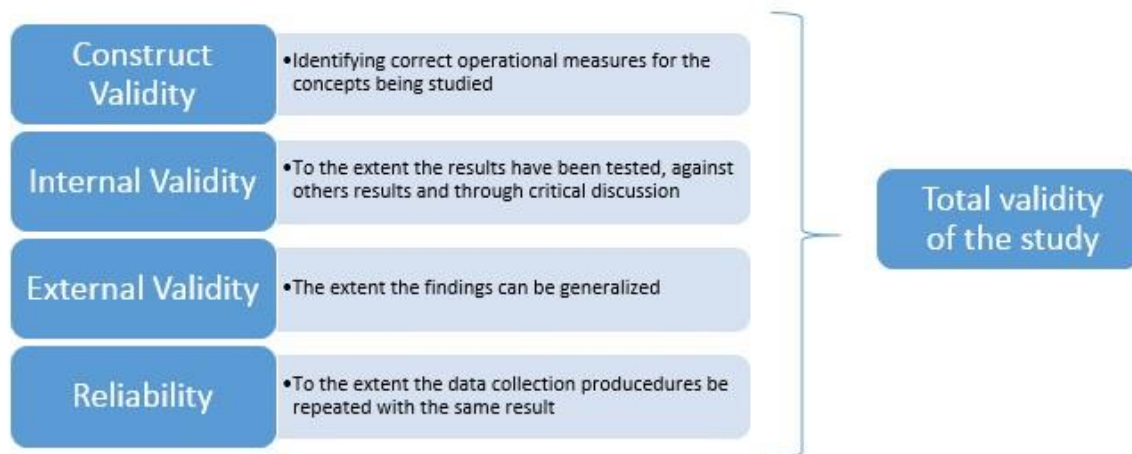 Construct
Validity
•Identifying correct operational measures for the
concepts being studied
Internal Validity
•To the extent the results have been tested, against
others results and through critical discussion
External Validity
•The extent the findings can be generalized
Reliability
•To the extent the data collection producedures be
repeated with the same result
Total validity
of the study